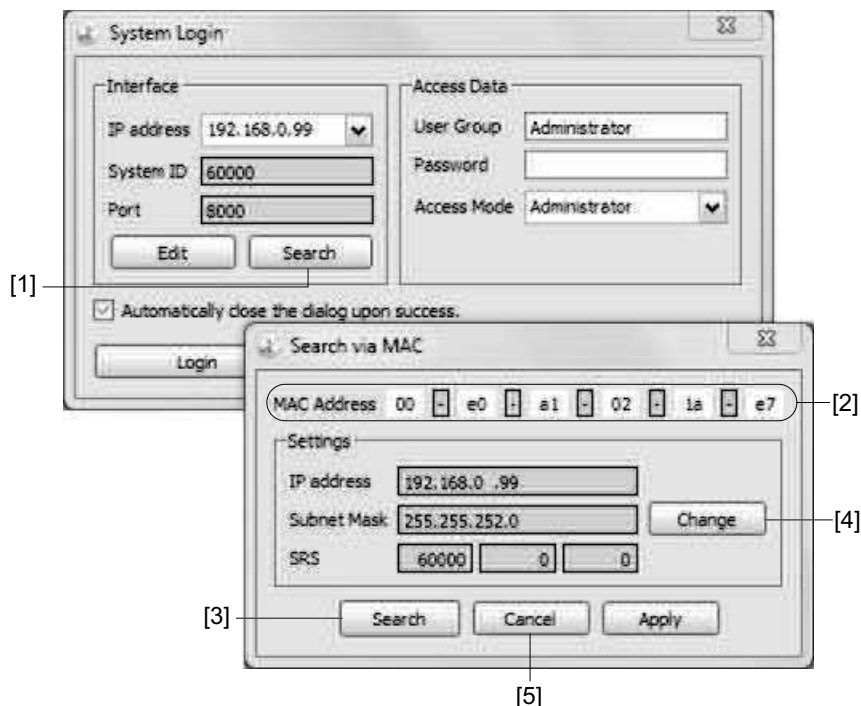 System Login
Interface
Access Data
IP address 192.168.0.99
User Group Administrator
System ID 60000
Password
Port 8000
Access Mode Administrator
Edit Search
[1]
Automatically close the dialog upon success.
Login
Search via MAC
MAC Address 00 - e0 - a1 - 02 - 1a - e7
[2]
Settings
IP address 192.168.0 .99
Subnet Mask 255.255.252.0
Change
[4]
SRS 60000 0 0
[3]
Search Cancel Apply
[5]